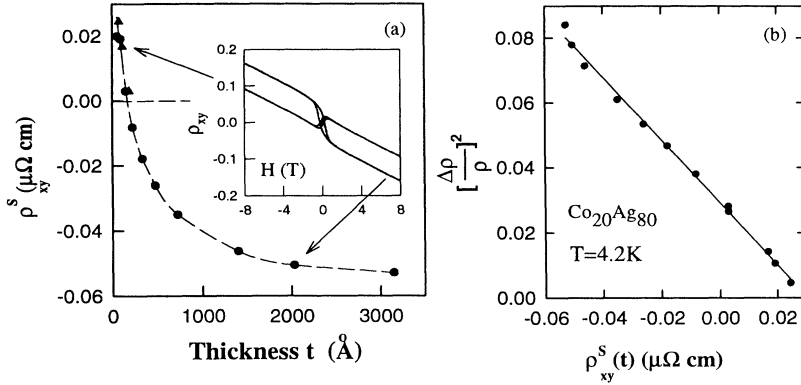 (a)
0.02
0.00
-0.02
-0.04
-0.06
ρˢxy (μΩ cm)
0 1000 2000 3000
Thickness t (Å)
0.2
0.1
0.0
-0.1
-0.2
ρxy
H (T)
-8 -4 0 4 8
(b)
0.08
0.06
0.04
0.02
0.00
[Δρ/ρ]²
Co₂₀Ag₈₀
T=4.2K
-0.06 -0.04 -0.02 0.00 0.02
ρˢxy(t) (μΩ cm)